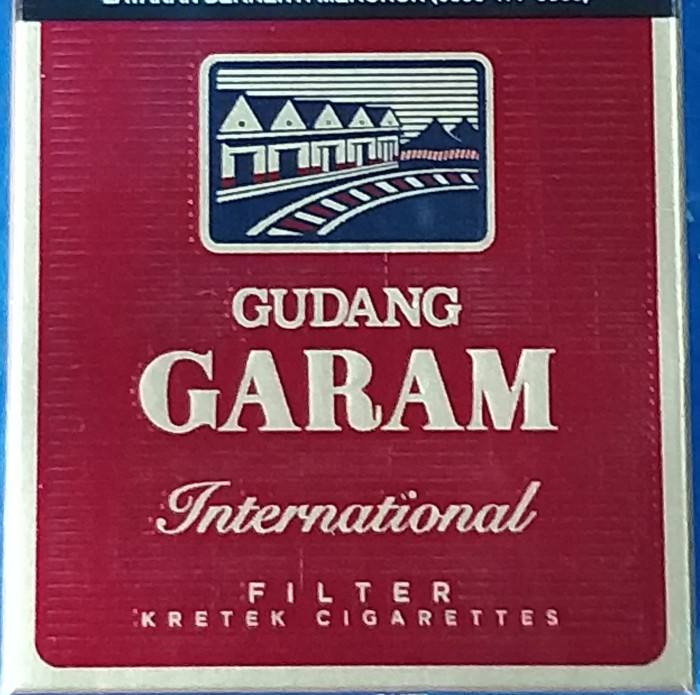 GUDANG
GARAM
International
FILTER
KRETEK CIGARETTES